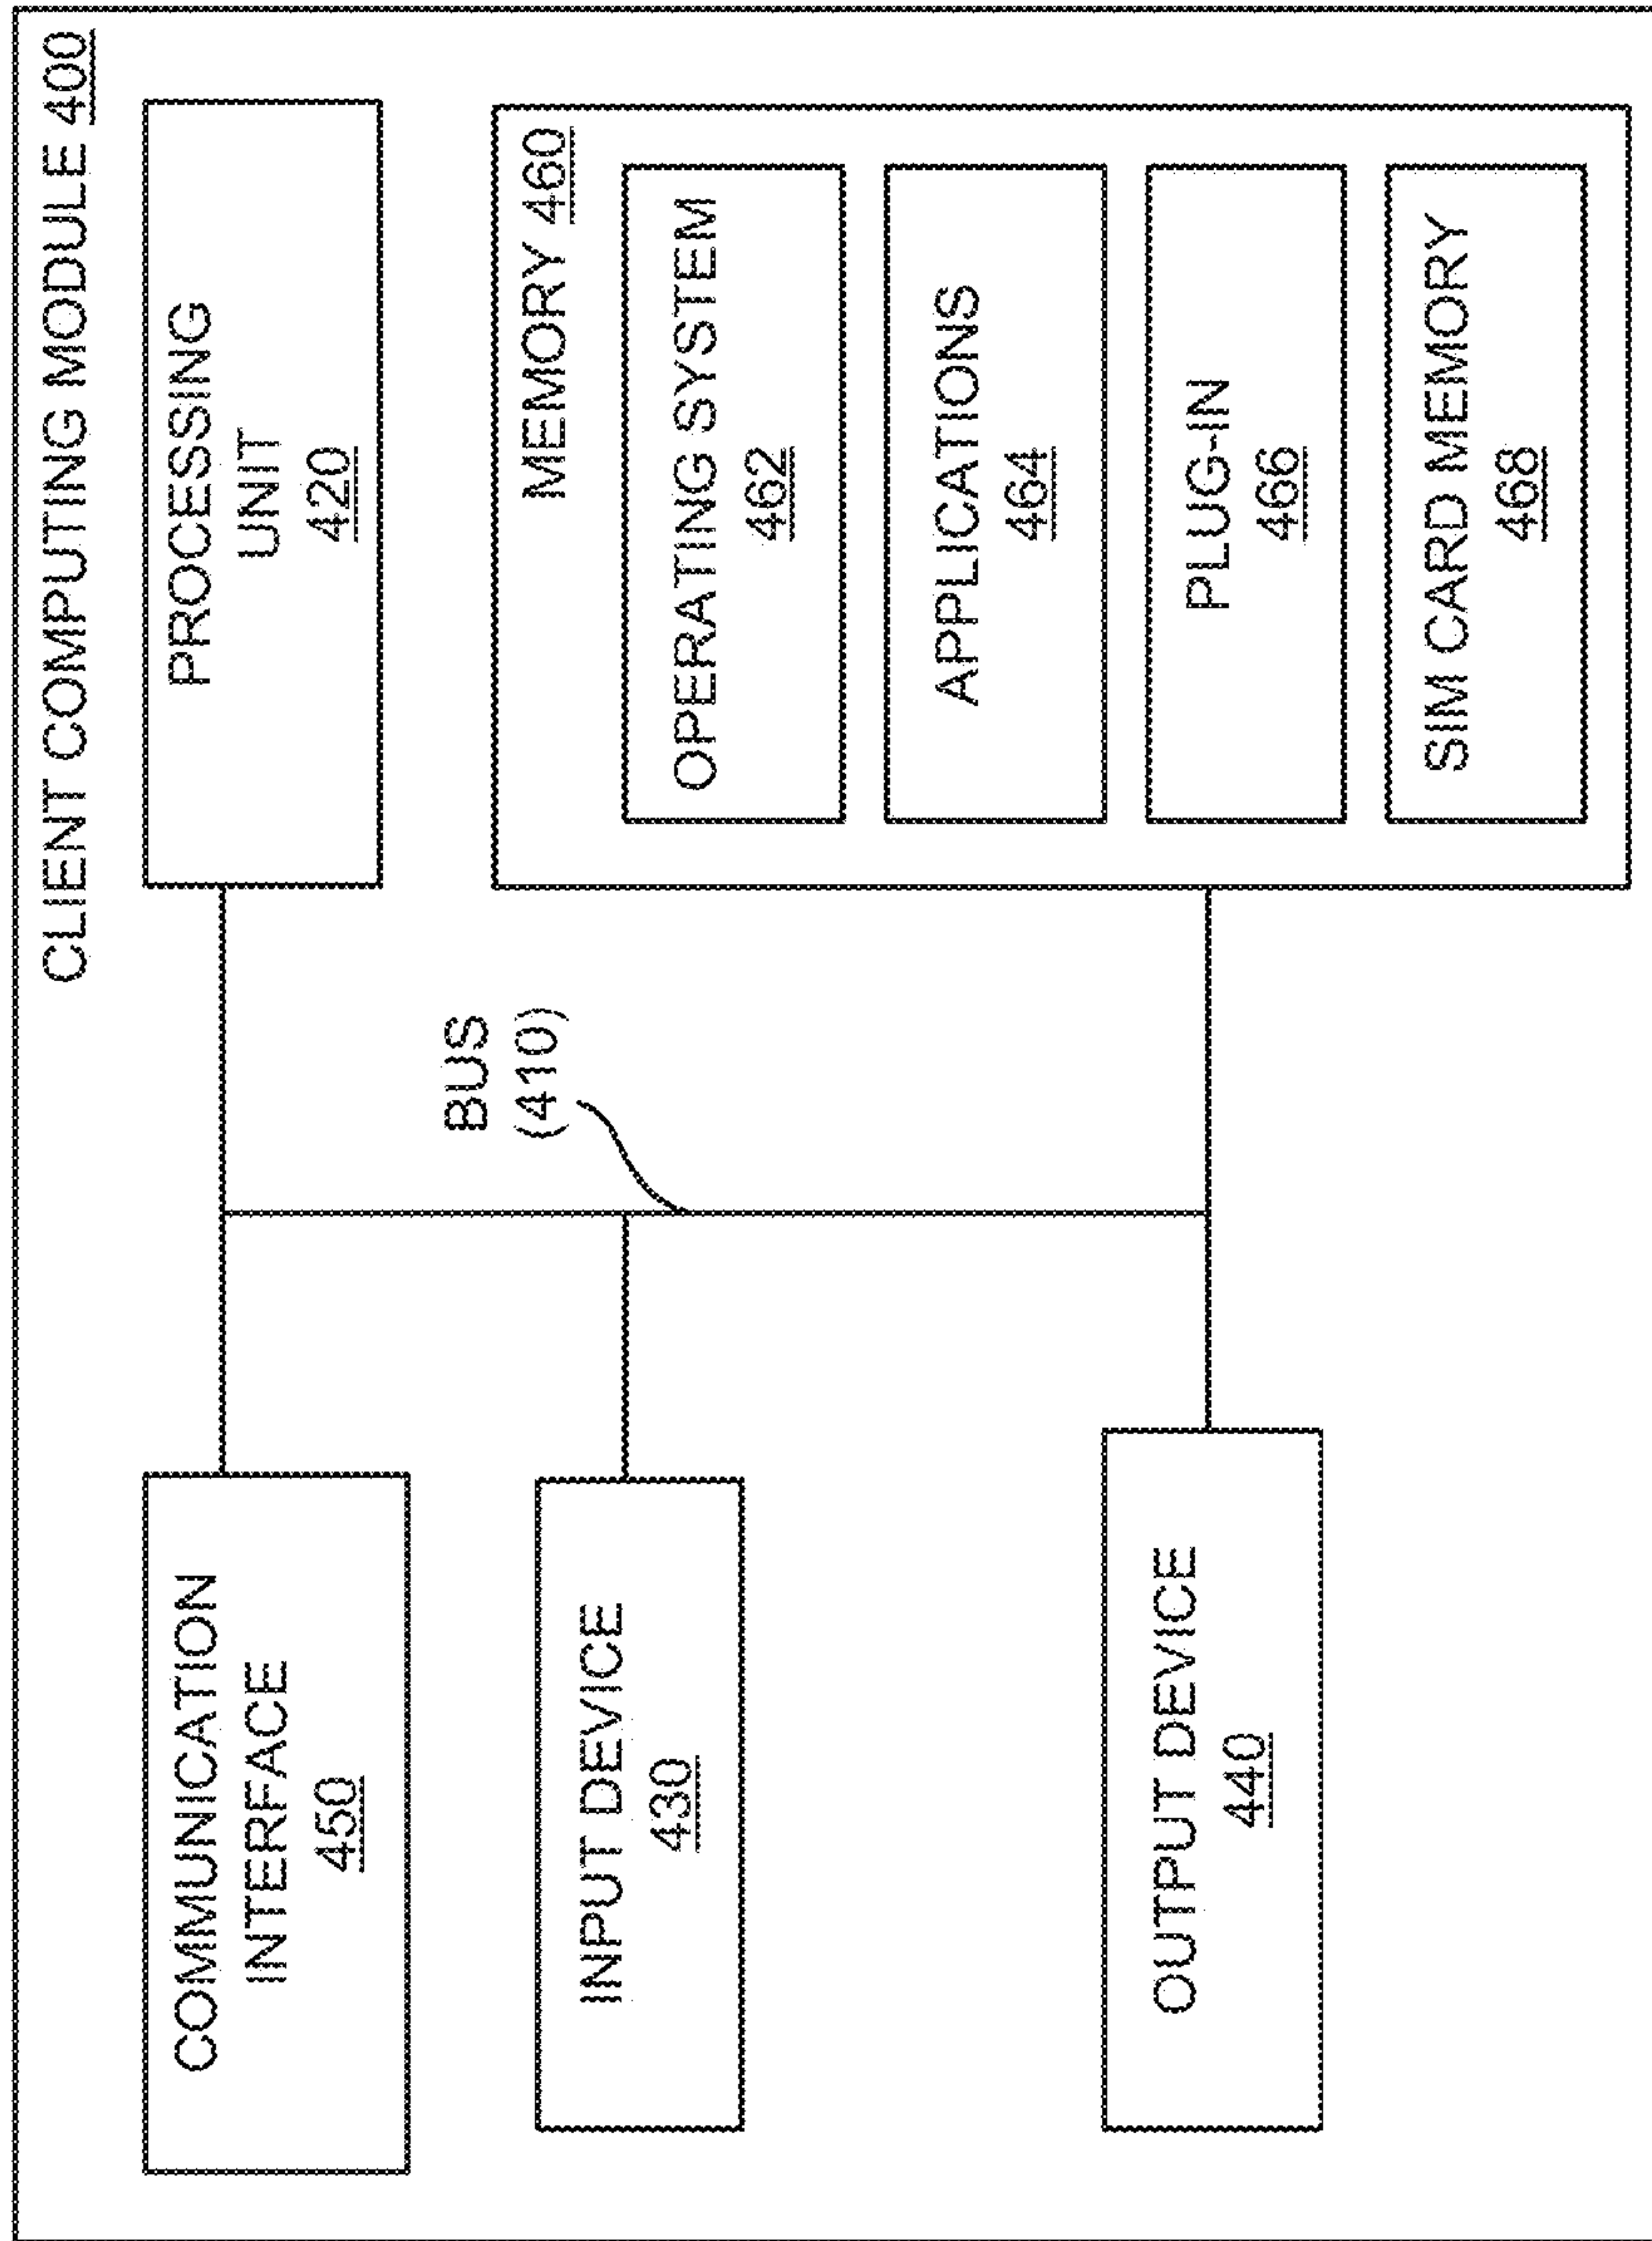 CLIENT COMPUTING MODULE 400
COMMUNICATION
INTERFACE
450
PROCESSING
UNIT
420
BUS
(410)
INPUT DEVICE
430
MEMORY 460
OPERATING SYSTEM
462
APPLICATIONS
464
PLUG-IN
466
SIM CARD MEMORY
468
OUTPUT DEVICE
440